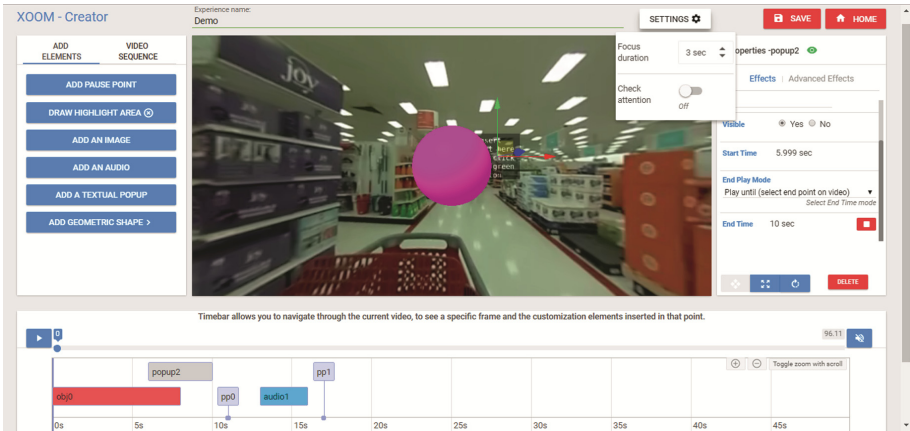 XOOM - Creator
Experience name:
Demo
SETTINGS
SAVE
HOME
ADD
ELEMENTS
VIDEO
SEQUENCE
ADD PAUSE POINT
DRAW HIGHLIGHT AREA
ADD AN IMAGE
ADD AN AUDIO
ADD A TEXTUAL POPUP
ADD GEOMETRIC SHAPE >
joy
here
click
green
Focus
duration
3 sec
Check
attention
Off
operties -popup2
Effects | Advanced Effects
Visible Yes No
Start Time 5.999 sec
End Play Mode
Play until (select end point on video)
Select End Time mode
End Time 10 sec
DELETE
Timebar allows you to navigate through the current video, to see a specific frame and the customization elements inserted in that point.
0
96.11
Toggle zoom with scroll
popup2
pp1
obj0
pp0
audio1
0s 5s 10s 15s 20s 25s 30s 35s 40s 45s